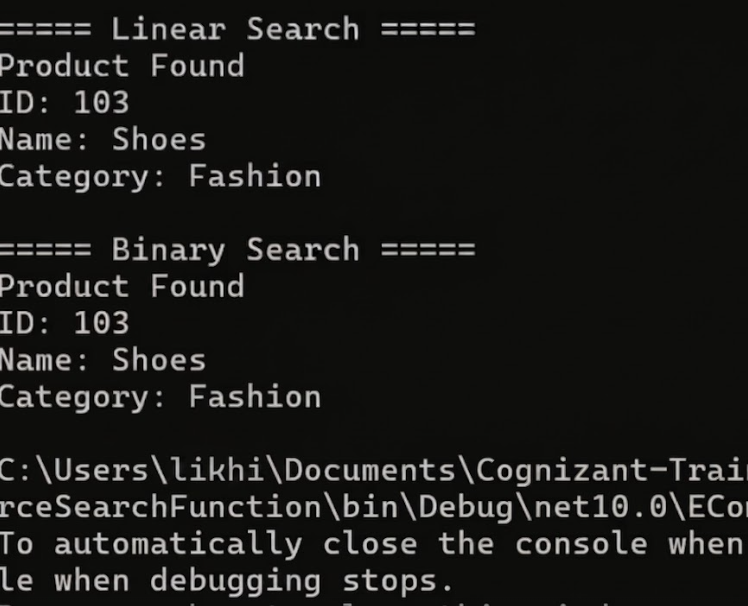 ===== Linear Search =====
Product Found
ID: 103
Name: Shoes
Category: Fashion
===== Binary Search =====
Product Found
ID: 103
Name: Shoes
Category: Fashion
C:\Users\likhi\Documents\Cognizant-Trai
rceSearchFunction\bin\Debug\net10.0\ECo
To automatically close the console when
le when debugging stops.